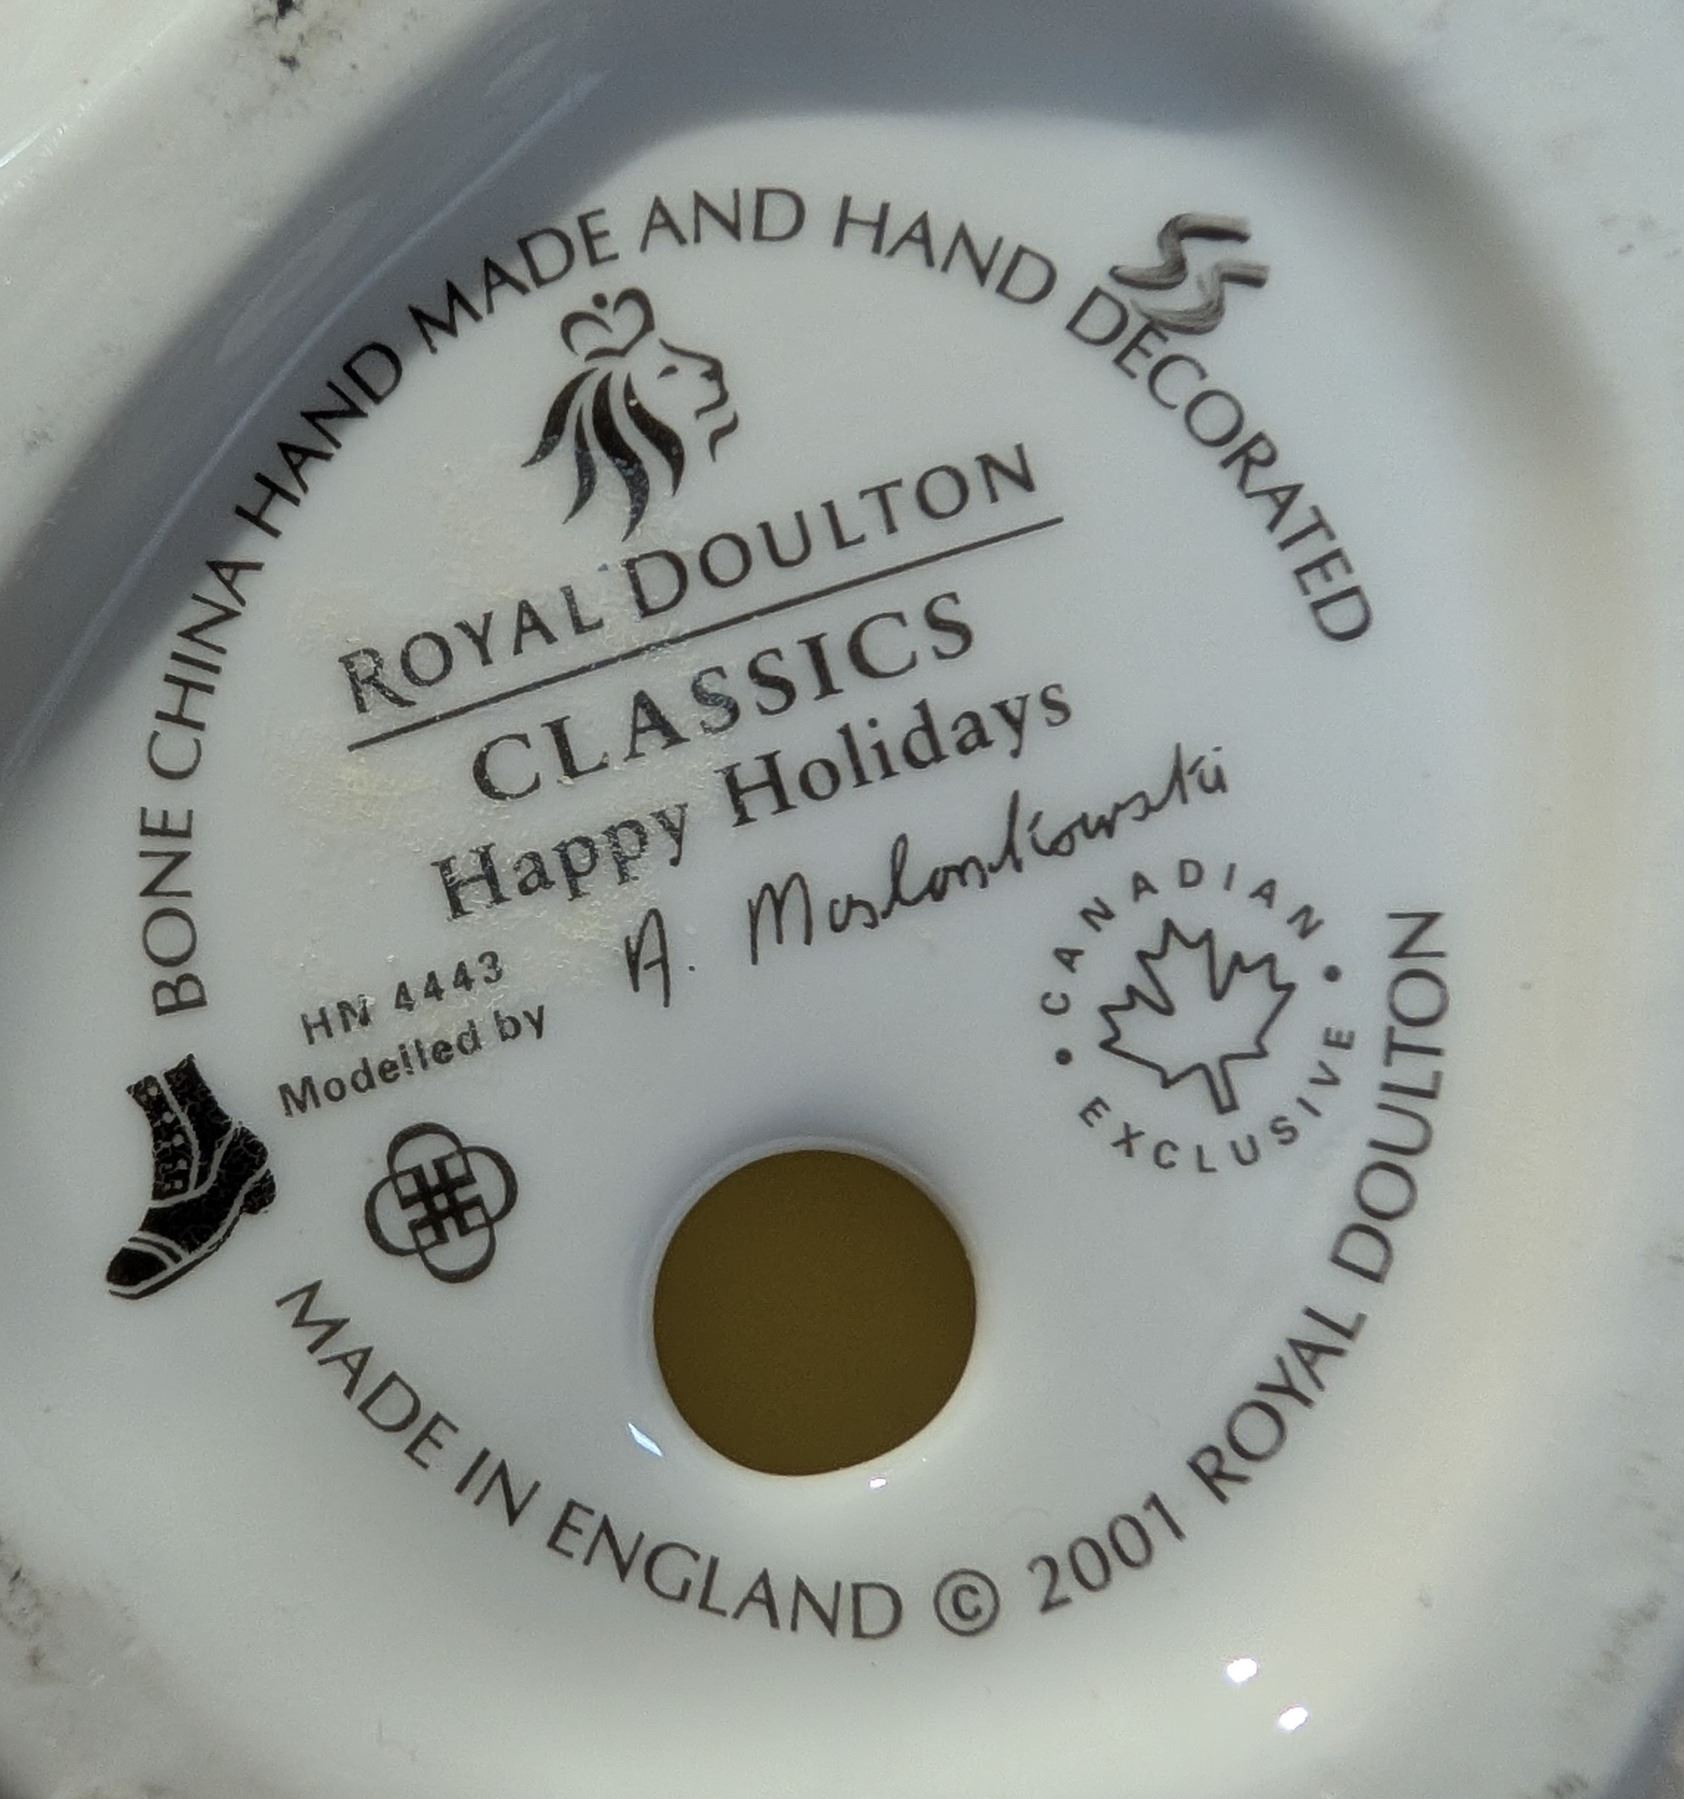 BONE CHINA HAND MADE AND HAND DECORATED
SS
ROYAL DOULTON
CLASSICS
Happy Holidays
HN 4443
Modelled by
A. Maslankowski
CANADIAN
EXCLUSIVE
MADE IN ENGLAND © 2001 ROYAL DOULTON